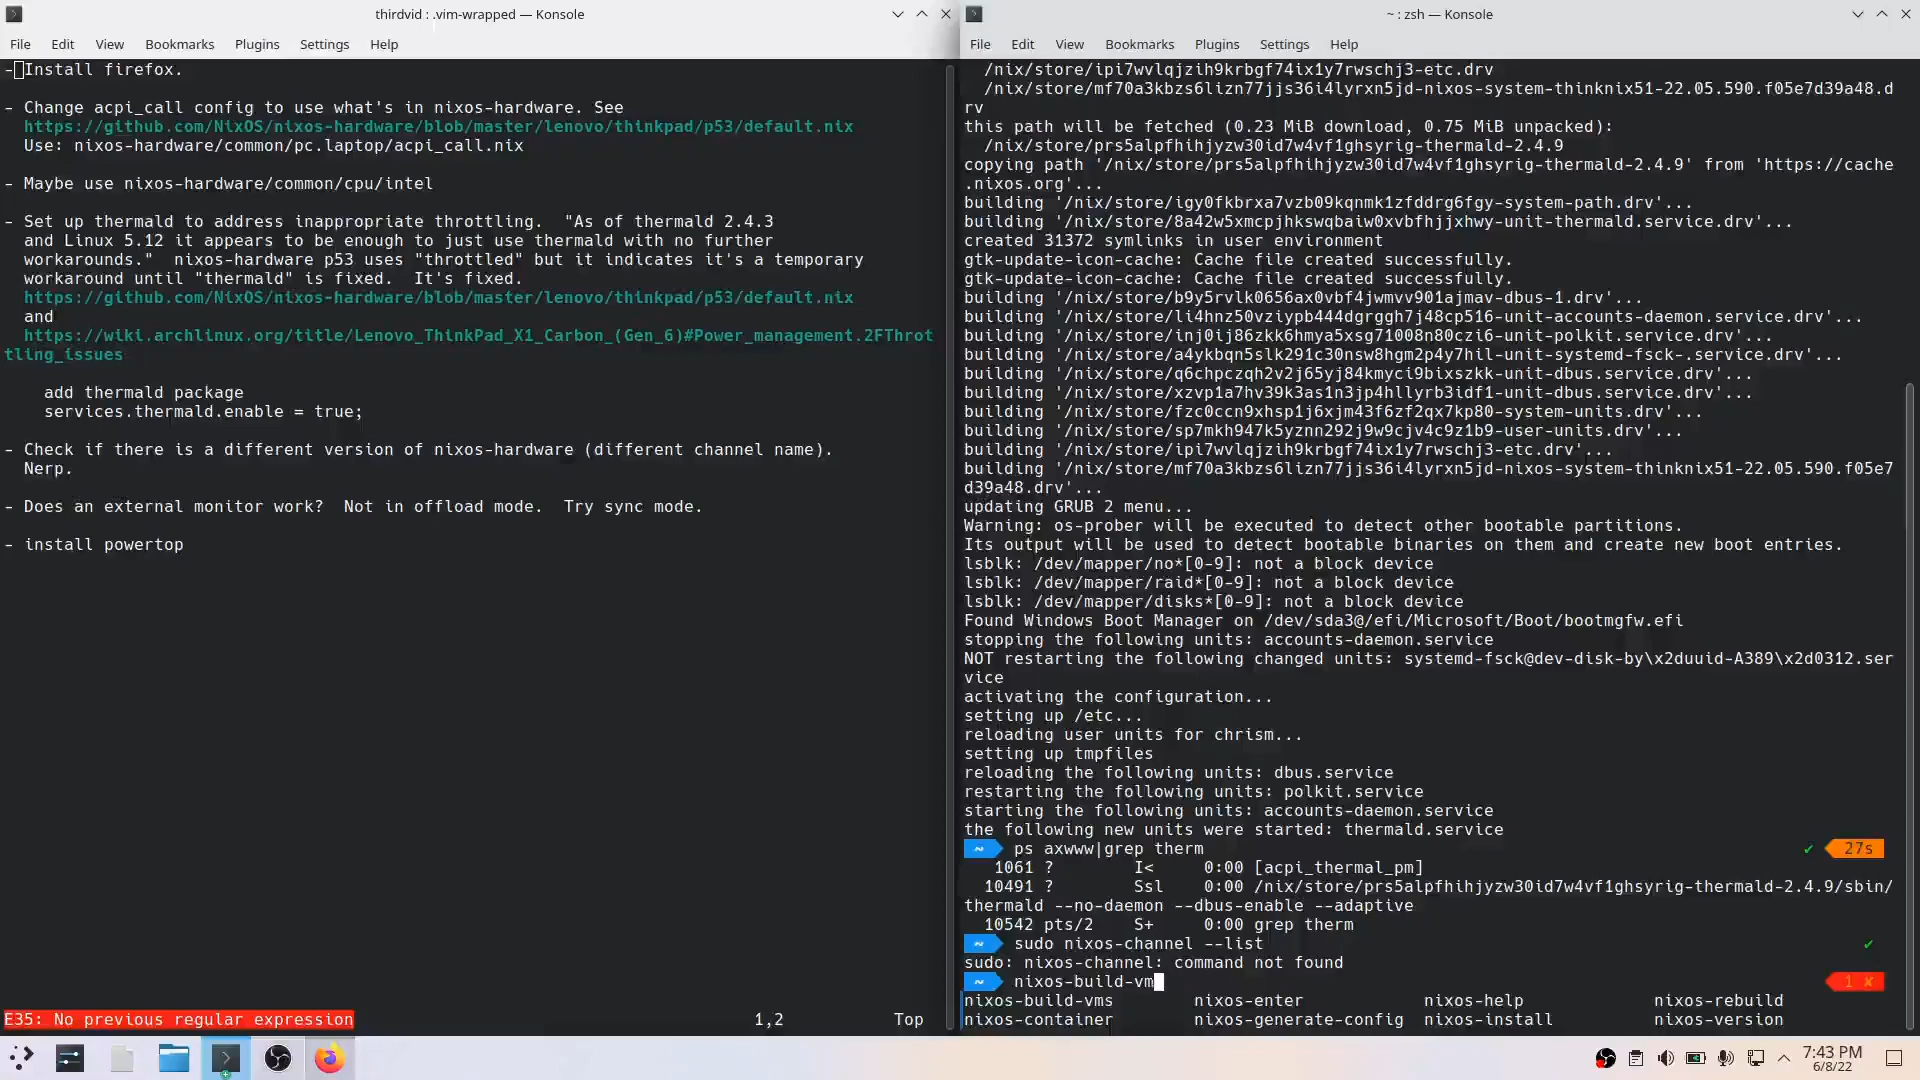 thirdvid : .vim-wrapped — Konsole
File Edit View Bookmarks Plugins Settings Help
- Install firefox.
- Change acpi_call config to use what's in nixos-hardware. See
https://github.com/NixOS/nixos-hardware/blob/master/lenovo/thinkpad/p53/default.nix
Use: nixos-hardware/common/pc.laptop/acpi_call.nix
- Maybe use nixos-hardware/common/cpu/intel
- Set up thermald to address inappropriate throttling.  "As of thermald 2.4.3
and Linux 5.12 it appears to be enough to just use thermald with no further
workarounds."  nixos-hardware p53 uses "throttled" but it indicates it's a temporary
workaround until "thermald" is fixed.  It's fixed.
https://github.com/NixOS/nixos-hardware/blob/master/lenovo/thinkpad/p53/default.nix
and
https://wiki.archlinux.org/title/Lenovo_ThinkPad_X1_Carbon_(Gen_6)#Power_management.2FThrot
tling_issues
add thermald package
services.thermald.enable = true;
- Check if there is a different version of nixos-hardware (different channel name).
Nerp.
- Does an external monitor work?  Not in offload mode.  Try sync mode.
- install powertop
E35: No previous regular expression 1,2 Top
~ : zsh — Konsole
File Edit View Bookmarks Plugins Settings Help
/nix/store/ipi7wvlqjzih9krbgf74ix1y7rwschj3-etc.drv
/nix/store/mf70a3kbzs6lizn77jjs36i4lyrxn5jd-nixos-system-thinknix51-22.05.590.f05e7d39a48.d
rv
this path will be fetched (0.23 MiB download, 0.75 MiB unpacked):
/nix/store/prs5alpfhihjyzw30id7w4vf1ghsyrig-thermald-2.4.9
copying path '/nix/store/prs5alpfhihjyzw30id7w4vf1ghsyrig-thermald-2.4.9' from 'https://cache
.nixos.org'...
building '/nix/store/igy0fkbrxa7vzb09kqnmk1zfddrg6fgy-system-path.drv'...
building '/nix/store/8a42w5xmcpjhkswqbaiw0xvbfhjjxhwy-unit-thermald.service.drv'...
created 31372 symlinks in user environment
gtk-update-icon-cache: Cache file created successfully.
gtk-update-icon-cache: Cache file created successfully.
building '/nix/store/b9y5rvlk0656ax0vbf4jwmvv901ajmav-dbus-1.drv'...
building '/nix/store/li4hnz50vziypb444dgrggh7j48cp516-unit-accounts-daemon.service.drv'...
building '/nix/store/inj0ij86zkk6hmya5xsg71008n80czi6-unit-polkit.service.drv'...
building '/nix/store/a4ykbqn5slk291c30nsw8hgm2p4y7hil-unit-systemd-fsck-.service.drv'...
building '/nix/store/q6chpczqh2v2j65yj84kmyci9bixszkk-unit-dbus.service.drv'...
building '/nix/store/xzvp1a7hv39k3as1n3jp4hllyrb3idf1-unit-dbus.service.drv'...
building '/nix/store/fzc0ccn9xhsp1j6xjm43f6zf2qx7kp80-system-units.drv'...
building '/nix/store/sp7mkh947k5yznn292j9w9cjv4c9z1b9-user-units.drv'...
building '/nix/store/ipi7wvlqjzih9krbgf74ix1y7rwschj3-etc.drv'...
building '/nix/store/mf70a3kbzs6lizn77jjs36i4lyrxn5jd-nixos-system-thinknix51-22.05.590.f05e7
d39a48.drv'...
updating GRUB 2 menu...
Warning: os-prober will be executed to detect other bootable partitions.
Its output will be used to detect bootable binaries on them and create new boot entries.
lsblk: /dev/mapper/no*[0-9]: not a block device
lsblk: /dev/mapper/raid*[0-9]: not a block device
lsblk: /dev/mapper/disks*[0-9]: not a block device
Found Windows Boot Manager on /dev/sda3@/efi/Microsoft/Boot/bootmgfw.efi
stopping the following units: accounts-daemon.service
NOT restarting the following changed units: systemd-fsck@dev-disk-by\x2duuid-A389\x2d0312.ser
vice
activating the configuration...
setting up /etc...
reloading user units for chrism...
setting up tmpfiles
reloading the following units: dbus.service
restarting the following units: polkit.service
starting the following units: accounts-daemon.service
the following new units were started: thermald.service
~ ps axwww|grep therm ✔ 27s
1061 ? I< 0:00 [acpi_thermal_pm]
10491 ? Ssl 0:00 /nix/store/prs5alpfhihjyzw30id7w4vf1ghsyrig-thermald-2.4.9/sbin/
thermald --no-daemon --dbus-enable --adaptive
10542 pts/2 S+ 0:00 grep therm
~ sudo nixos-channel --list ✔
sudo: nixos-channel: command not found
~ nixos-build-vm 1 ✘
nixos-build-vms nixos-enter nixos-help nixos-rebuild
nixos-container nixos-generate-config nixos-install nixos-version
7:43 PM
6/8/22